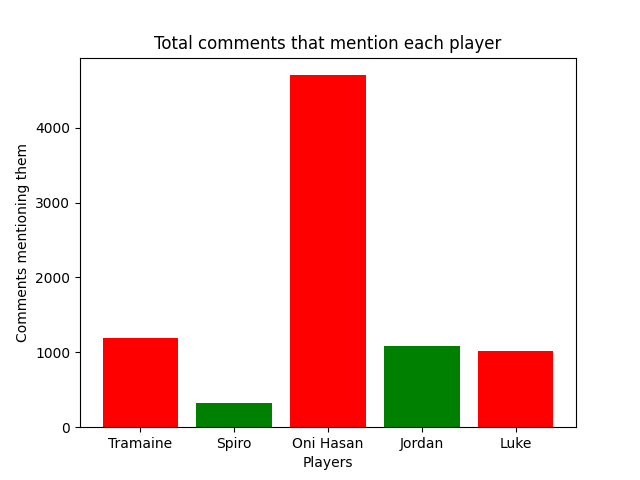 Total comments that mention each player
Comments mentioning them
4000
3000
2000
1000
0
Tramaine Spiro Oni Hasan Jordan Luke
Players